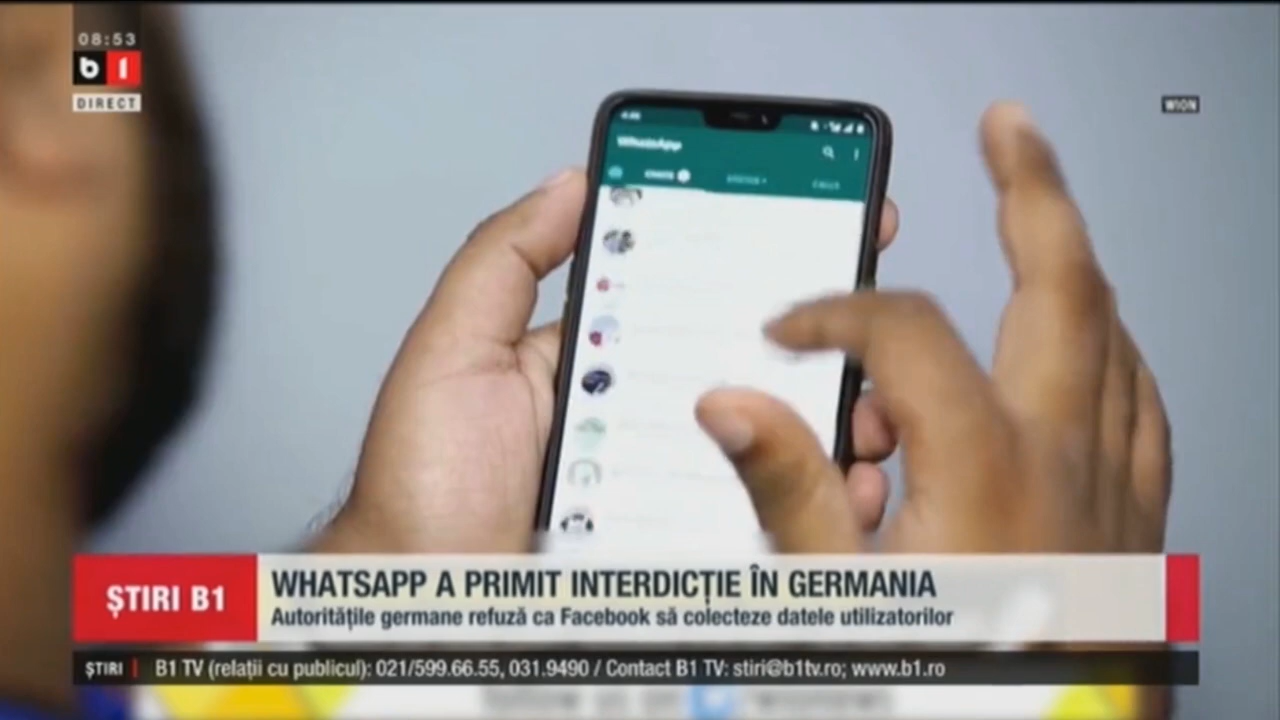 08:53
b1
DIRECT
WION
WhatsApp
ȘTIRI B1
WHATSAPP A PRIMIT INTERDICȚIE ÎN GERMANIA
Autoritățile germane refuză ca Facebook să colecteze datele utilizatorilor
ȘTIRI
B1 TV (relații cu publicul): 021/599.66.55, 031.9490 / Contact B1 TV: stiri@b1tv.ro; www.b1.ro